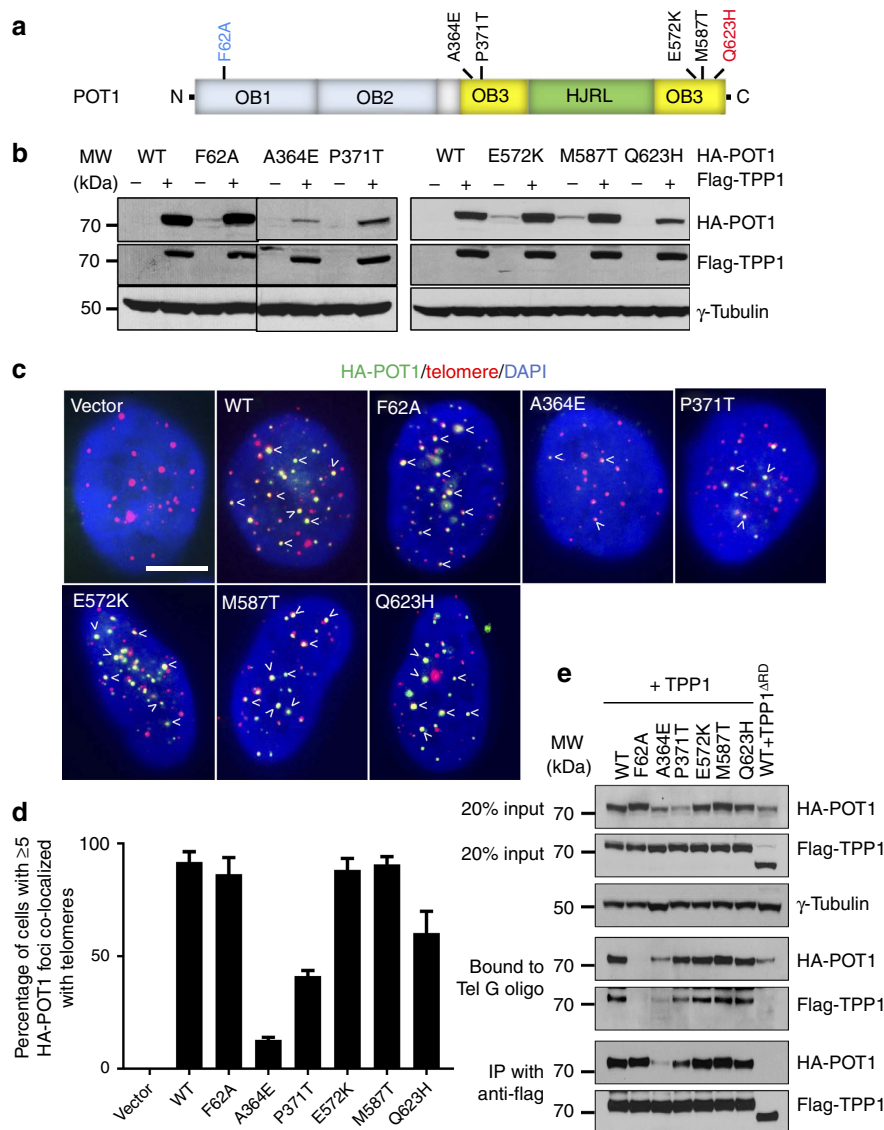 a
F62A
A364E
P371T
E572K
M587T
Q623H
POT1 N OB1 OB2 OB3 HJRL OB3 C
b
MW WT F62A A364E P371T WT E572K M587T Q623H HA-POT1
(kDa) – + – + – + – + – + – + – + – + Flag-TPP1
70 HA-POT1
70 Flag-TPP1
50 γ-Tubulin
c
HA-POT1/telomere/DAPI
Vector WT F62A A364E P371T
E572K M587T Q623H
d
Percentage of cells with ≥5
HA-POT1 foci co-localized
with telomeres
100
50
0
Vector WT F62A A364E P371T E572K M587T Q623H
e
+ TPP1
MW
(kDa)
WT F62A A364E P371T E572K M587T Q623H WT+TPP1ΔRD
20% input 70 HA-POT1
20% input 70 Flag-TPP1
50 γ-Tubulin
Bound to
Tel G oligo
70 HA-POT1
70 Flag-TPP1
IP with
anti-flag
70 HA-POT1
70 Flag-TPP1